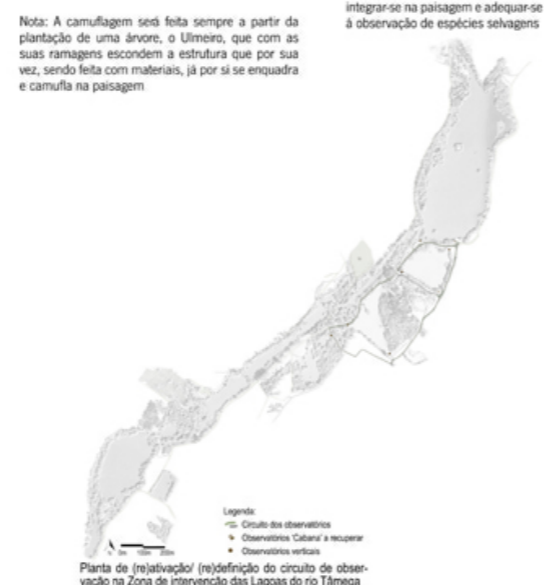 Nota: A camuflagem será feita sempre a partir da
plantação de uma árvore, o Ulmeiro, que com as
suas ramagens escondem a estrutura que por sua
vez, sendo feita com materiais, já por si se enquadra
e camufla na paisagem
integrar-se na paisagem e adequar-se
á observação de espécies selvagens
Legenda:
Circuito dos observatórios
Observatórios 'Cabana' a recuperar
Observatórios verticais
0m 100m 200m
Planta de (re)ativação/ (re)definição do circuito de obser-
vação na Zona de intervenção das Lagoas do rio Tâmega